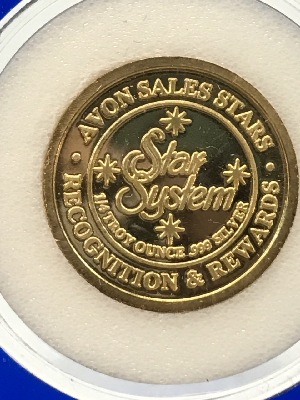 · AVON SALES STARS ·
RECOGNITION & REWARDS
Star
System
1/4 TROY OUNCE .999 SILVER